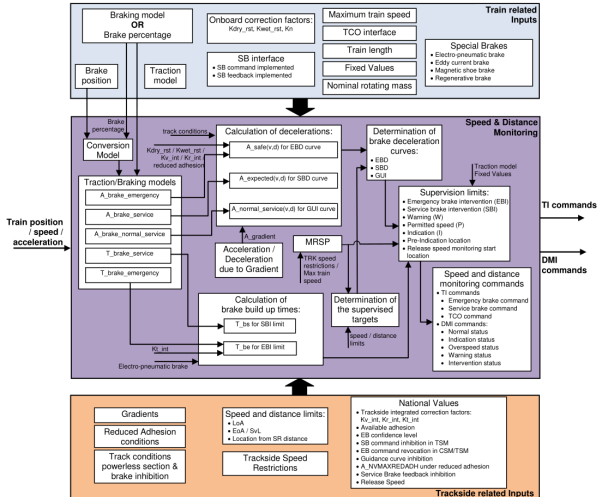 Train related
Inputs
Braking model
OR
Brake percentage
Onboard correction factors:
Kdry_rst, Kwet_rst, Kn
Maximum train speed
TCO interface
Train length
Fixed Values
Nominal rotating mass
Special Brakes
• Electro-pneumatic brake
• Eddy current brake
• Magnetic shoe brake
• Regenerative brake
Brake
position
Traction
model
SB interface
• SB command implemented
• SB feedback implemented
Speed & Distance
Monitoring
Brake
percentage
Conversion
Model
track conditions
Kdry_rst / Kwet_rst /
Kv_int / Kr_int /
reduced adhesion
Calculation of decelerations:
A_safe(v,d) for EBD curve
A_expected(v,d) for SBD curve
A_normal_service(v,d) for GUI curve
Determination of
brake deceleration
curves:
• EBD
• SBD
• GUI
Traction model
Fixed Values
Traction/Braking models
A_brake_emergency
A_brake_service
A_brake_normal_service
T_brake_service
T_brake_emergency
Supervision limits:
• Emergency brake intervention (EBI)
• Service brake intervention (SBI)
• Warning (W)
• Permitted speed (P)
• Indication (I)
• Pre-Indication location
• Release speed monitoring start
location
Train position
/ speed /
acceleration
TI commands
DMI
commands
A_gradient
Acceleration /
Deceleration
due to Gradient
MRSP
TRK speed
restrictions /
Max train
speed
Determination of
the supervised
targets
speed / distance
limits
Speed and distance
monitoring commands
• TI commands
• Emergency brake command
• Service brake command
• TCO command
• DMI commands:
• Normal status
• Indication status
• Overspeed status
• Warning status
• Intervention status
Calculation of
brake build up times:
T_bs for SBI limit
T_be for EBI limit
Kt_int
Electro-pneumatic brake
Gradients
Reduced Adhesion
conditions
Track conditions
powerless section &
brake inhibition
Speed and distance limits:
• LoA
• EoA / SvL
• Location from SR distance
Trackside Speed
Restrictions
National Values
• Trackside integrated correction factors:
Kv_int, Kr_int, Kt_int
• Available adhesion
• EB confidence level
• SB command inhibition in TSM
• EB command revocation in CSM/TSM
• Guidance curve inhibition
• A_NVMAXREDADH under reduced adhesion
• Service Brake feedback inhibition
• Release Speed
Trackside related Inputs